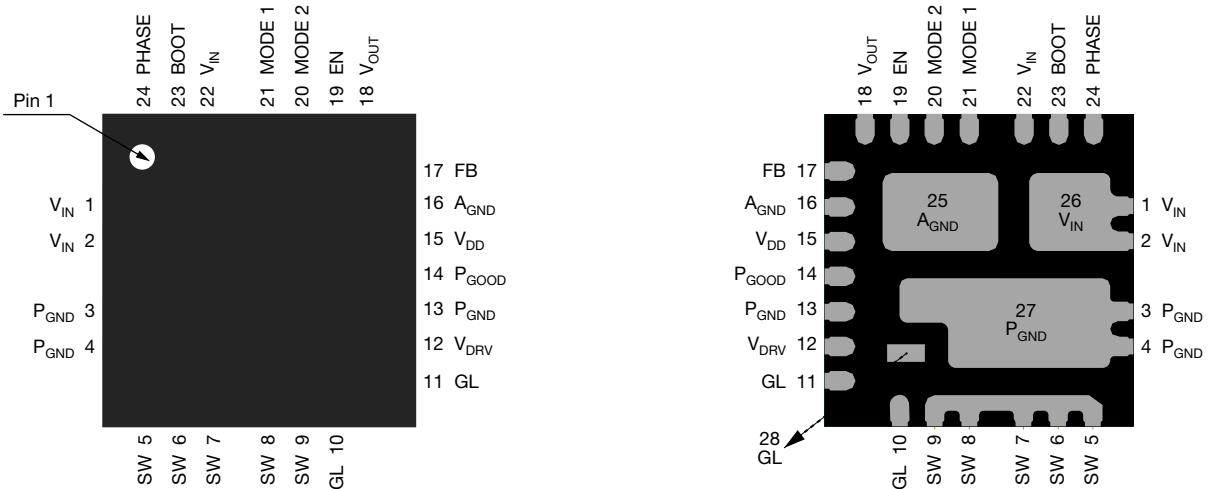 24 PHASE
23 BOOT
22 VIN
21 MODE 1
20 MODE 2
19 EN
18 VOUT
Pin 1
VIN 1
VIN 2
PGND 3
PGND 4
17 FB
16 AGND
15 VDD
14 PGOOD
13 PGND
12 VDRV
11 GL
SW 5
SW 6
SW 7
SW 8
SW 9
GL 10
18 VOUT
19 EN
20 MODE 2
21 MODE 1
22 VIN
23 BOOT
24 PHASE
FB 17
AGND 16
VDD 15
PGOOD 14
PGND 13
VDRV 12
GL 11
25
AGND
26
VIN
27
PGND
1 VIN
2 VIN
3 PGND
4 PGND
28
GL
GL 10
SW 9
SW 8
SW 7
SW 6
SW 5